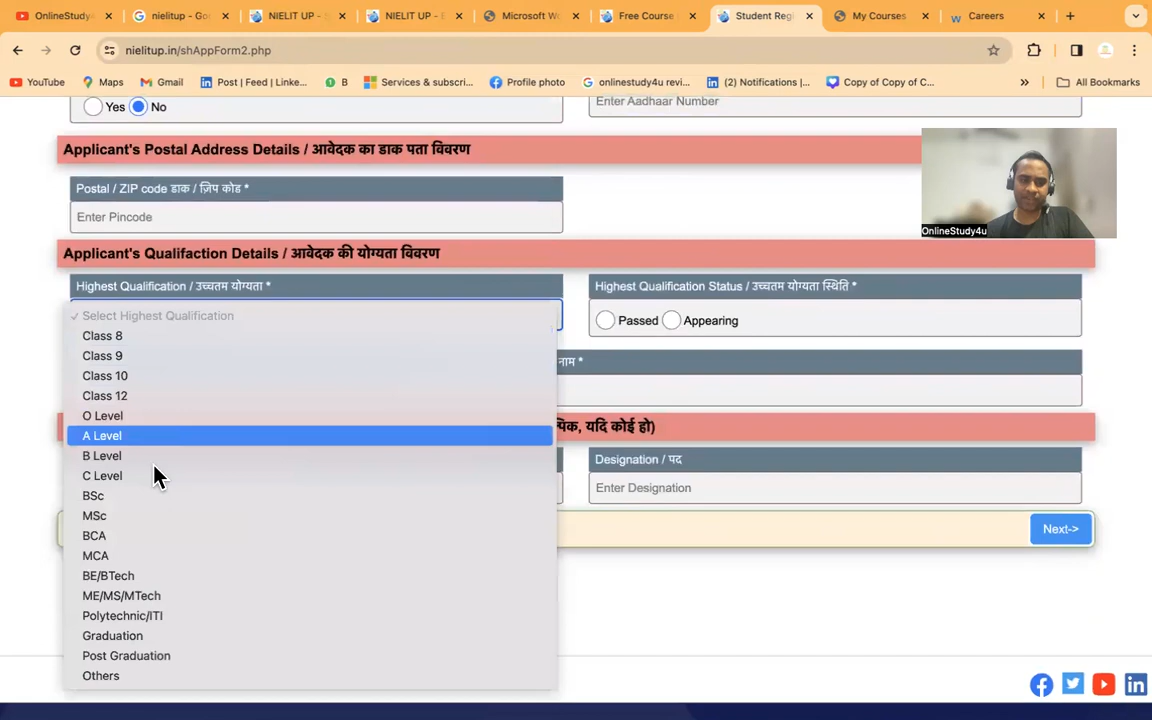 OnlineStudy4
nielitup - Go
NIELIT UP -
NIELIT UP - E
Microsoft W
Free Course
Student Reg
My Courses
Careers
nielitup.in/shAppForm2.php
YouTube
Maps
Gmail
Post | Feed | Linke...
B
Services & subscri...
Profile photo
onlinestudy4u revi...
(2) Notifications |...
Copy of Copy of C...
»
All Bookmarks
Yes
No
Enter Aadhaar Number
Applicant's Postal Address Details / आवेदक का डाक पता विवरण
Postal / ZIP code डाक / ज़िप कोड *
Enter Pincode
OnlineStudy4u
Applicant's Qualifaction Details / आवेदक की योग्यता विवरण
Highest Qualification / उच्चतम योग्यता *
Highest Qualification Status / उच्चतम योग्यता स्थिति *
✓ Select Highest Qualification
Passed
Appearing
Class 8
Class 9
नाम *
Class 10
Class 12
O Level
पिक, यदि कोई हो)
A Level
B Level
Designation / पद
C Level
Enter Designation
BSc
MSc
BCA
Next->
MCA
BE/BTech
ME/MS/MTech
Polytechnic/ITI
Graduation
Post Graduation
Others